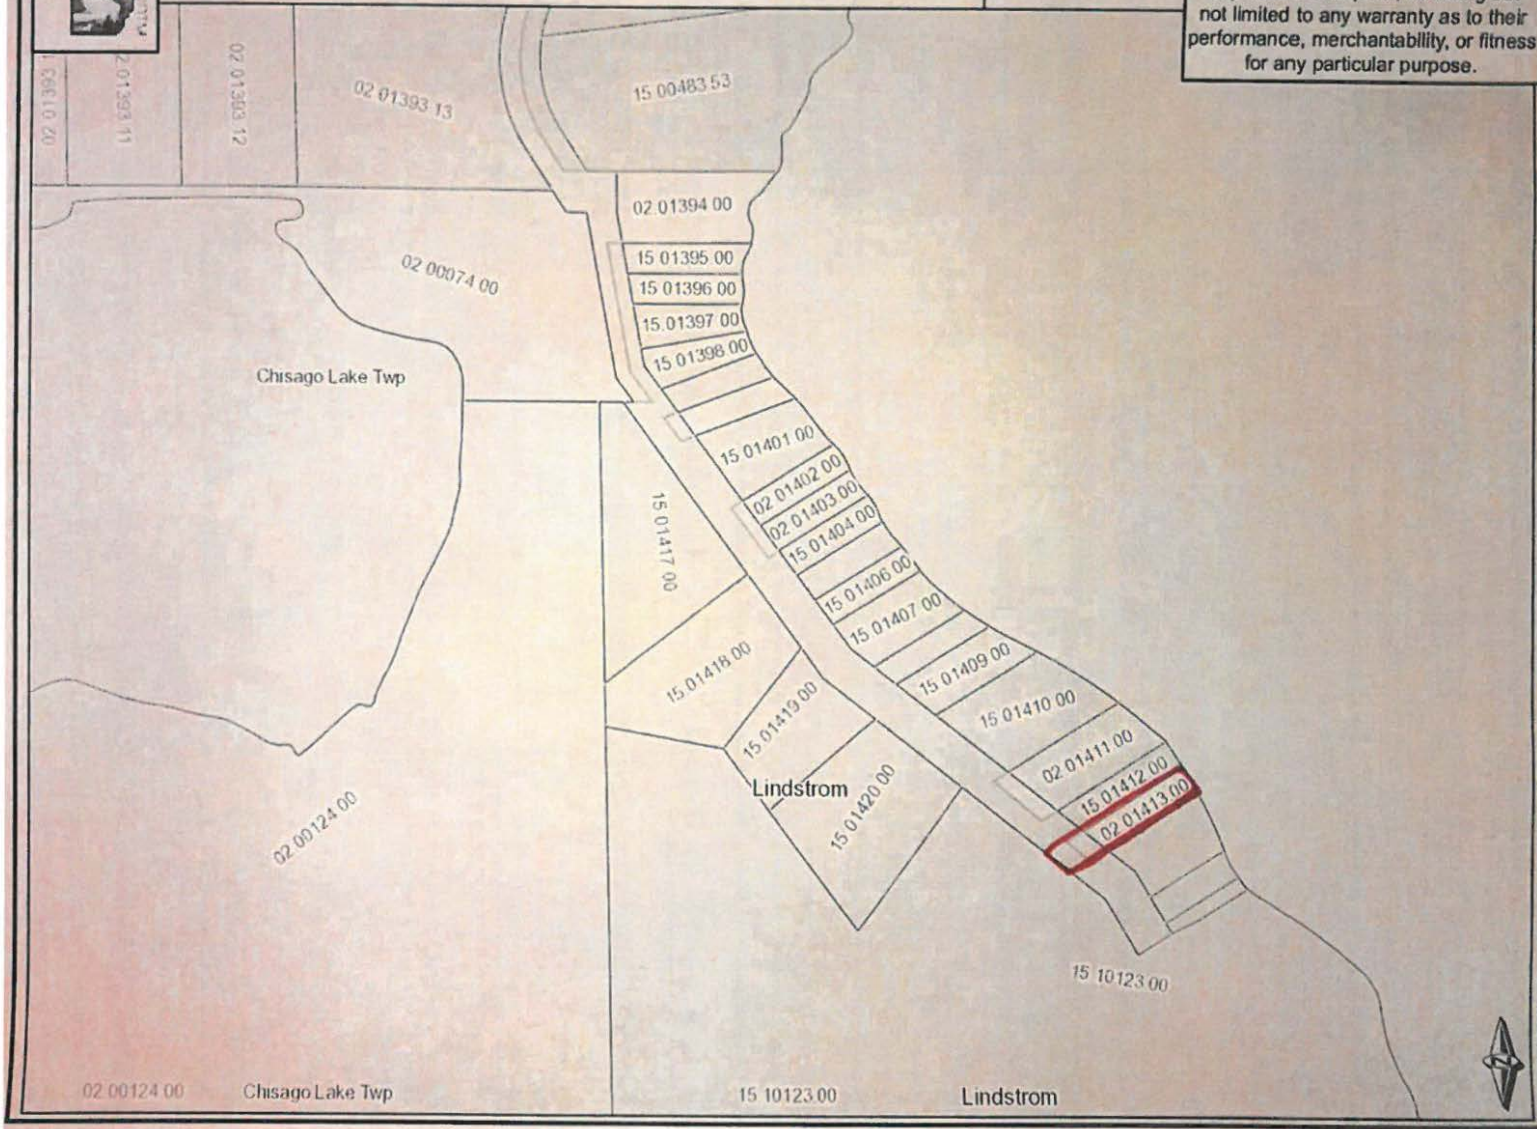 not limited to any warranty as to their
performance, merchantability, or fitness
for any particular purpose.
02 01393 11
02 01393 12
02 01393 13
15 00483 53
02.01394 00
15 01395 00
15 01396 00
15.01397 00
15 01398 00
02 00074 00
Chisago Lake Twp
15 01401 00
02 01402 00
02 01403 00
15 01404 00
15 01406 00
15 01407 00
15 01409 00
15 01410 00
02 01411 00
15 01412 00
02 01413 00
15 01417 00
15.01418 00
15 01419 00
Lindstrom
15 01420 00
02 00124 00
15 10123 00
02 00124 00
Chisago Lake Twp
15 10123.00
Lindstrom